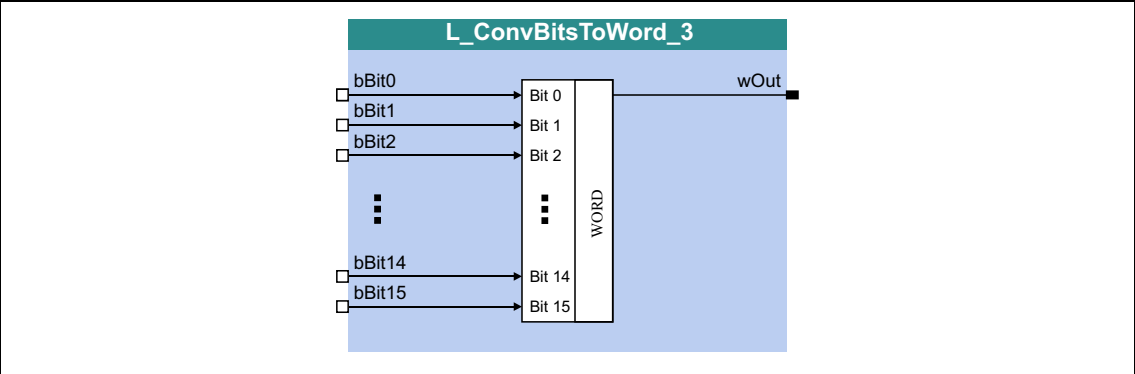 L_ConvBitsToWord_3
bBit0
wOut
Bit 0
bBit1
Bit 1
bBit2
Bit 2
WORD
bBit14
Bit 14
bBit15
Bit 15